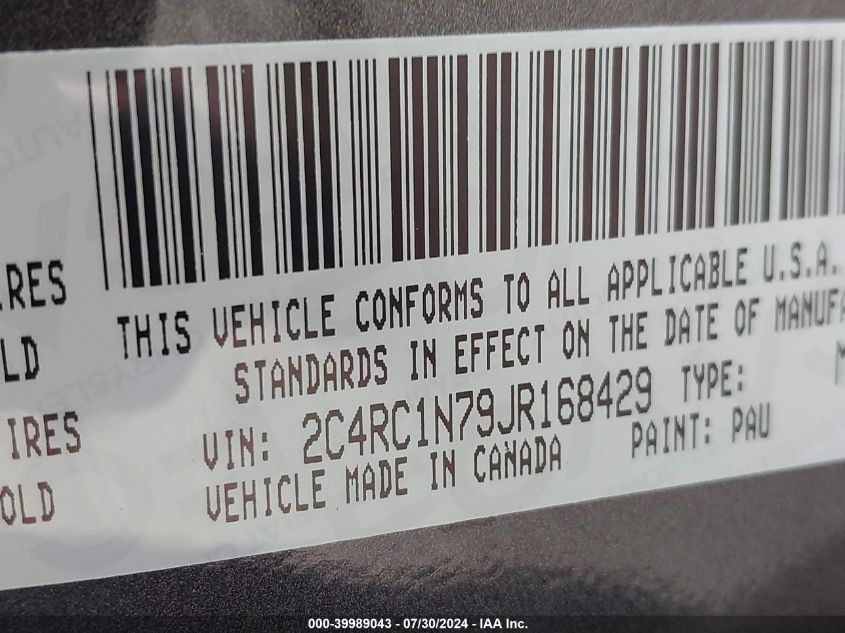 IRES
OLD
IRES
OLD
THIS VEHICLE CONFORMS TO ALL APPLICABLE U.S.A.
STANDARDS IN EFFECT ON THE DATE OF MANUFA
VIN: 2C4RC1N79JR168429 TYPE: M
VEHICLE MADE IN CANADA PAINT: PAU
000-39989043 - 07/30/2024 - IAA Inc.